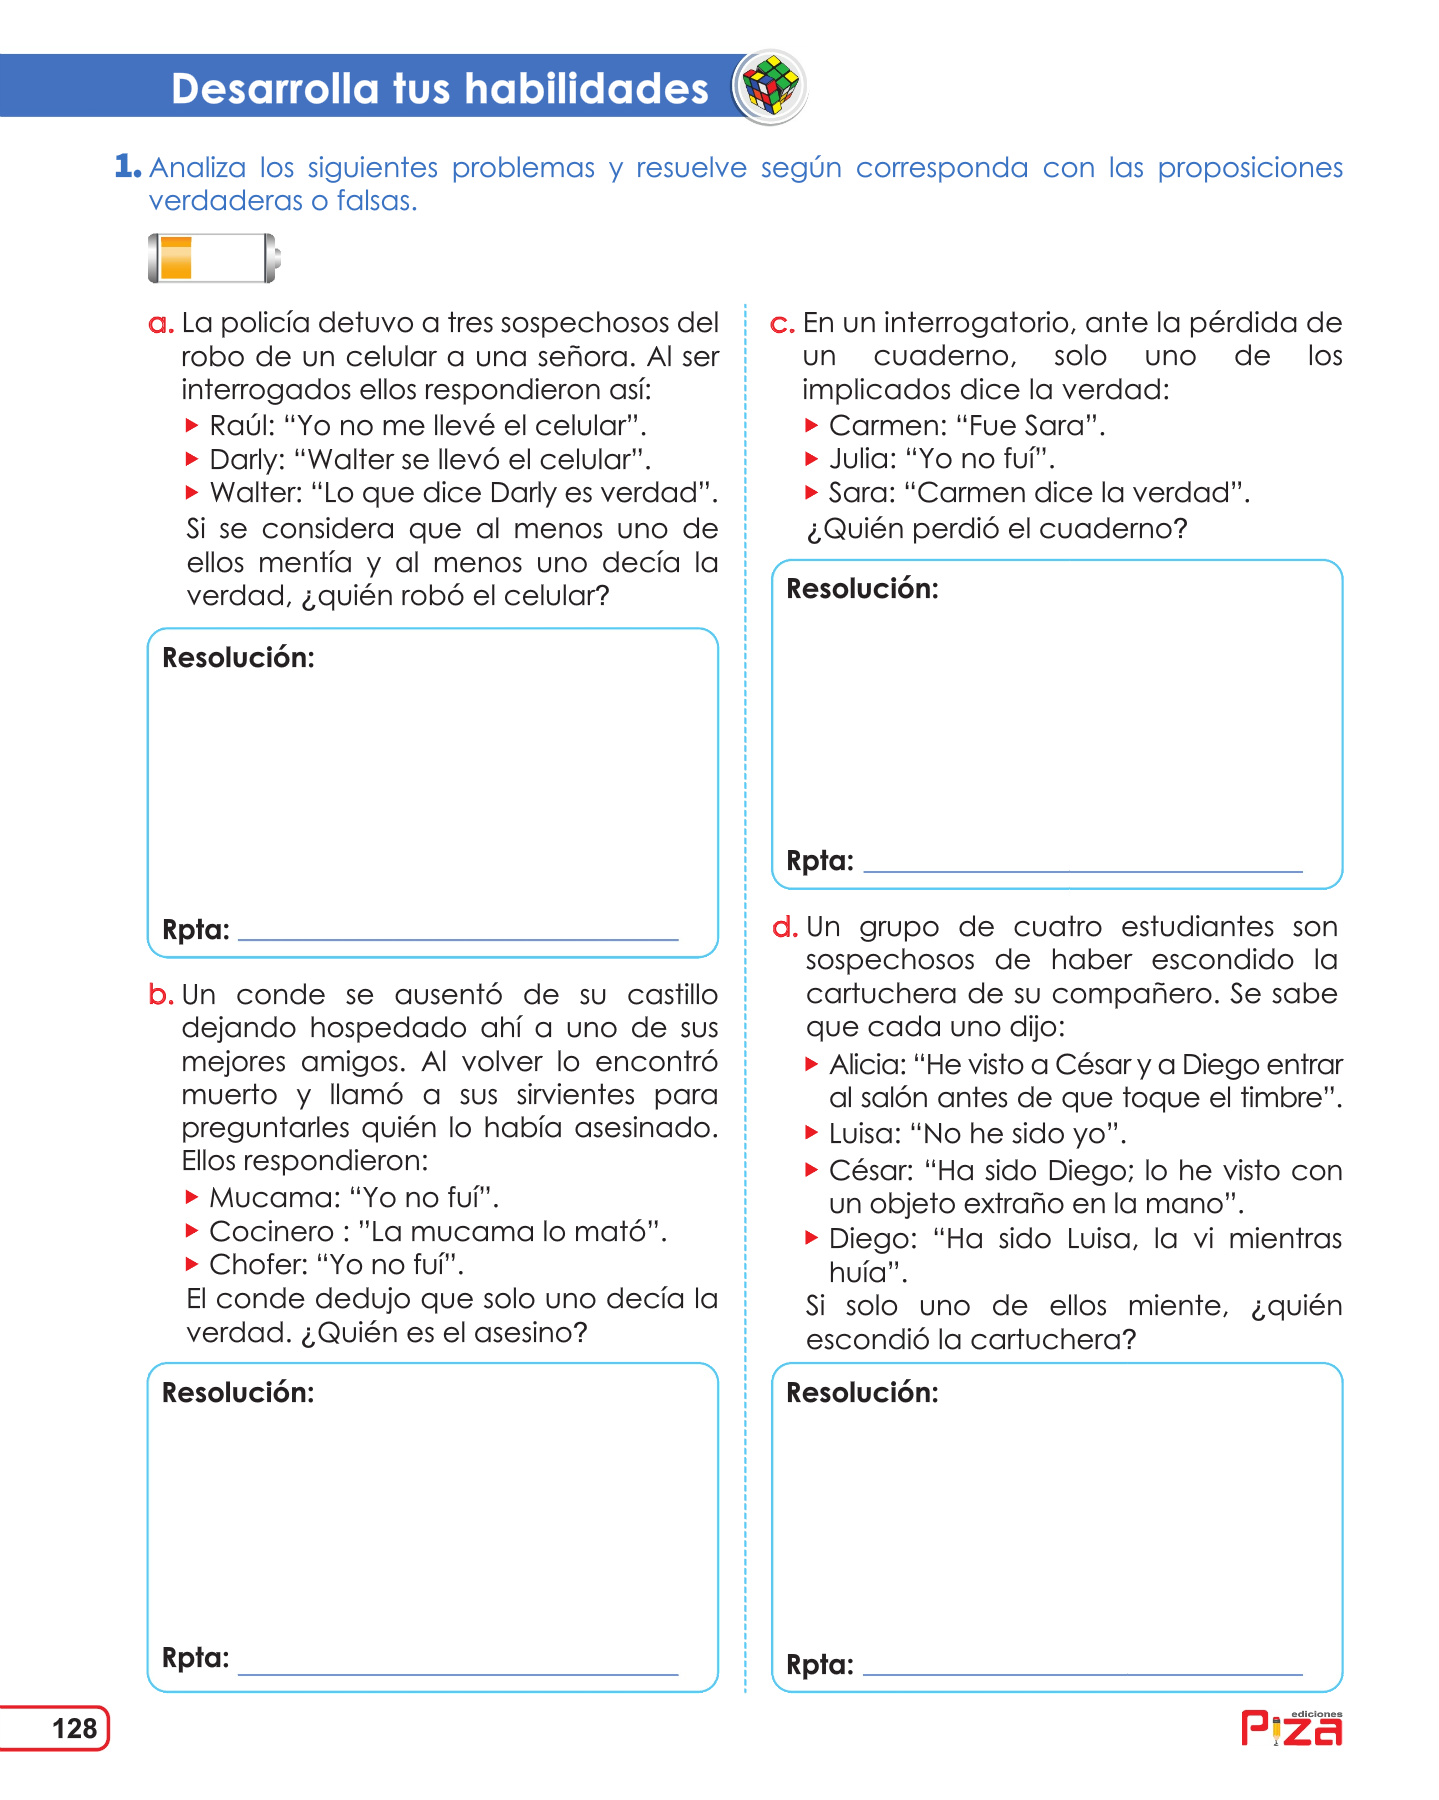 Desarrolla tus habilidades
1. Analiza los siguientes problemas y resuelve según corresponda con las proposiciones
verdaderas o falsas.
a. La policía detuvo a tres sospechosos del
robo de un celular a una señora. Al ser
interrogados ellos respondieron así:
Raúl: “Yo no me llevé el celular”.
Darly: “Walter se llevó el celular”.
Walter: “Lo que dice Darly es verdad”.
Si se considera que al menos uno de
ellos mentía y al menos uno decía la
verdad, ¿quién robó el celular?
Resolución:
Rpta:
b. Un conde se ausentó de su castillo
dejando hospedado ahí a uno de sus
mejores amigos. Al volver lo encontró
muerto y llamó a sus sirvientes para
preguntarles quién lo había asesinado.
Ellos respondieron:
Mucama: “Yo no fuí”.
Cocinero : ”La mucama lo mató”.
Chofer: “Yo no fuí”.
El conde dedujo que solo uno decía la
verdad. ¿Quién es el asesino?
Resolución:
Rpta:
c. En un interrogatorio, ante la pérdida de
un cuaderno, solo uno de los
implicados dice la verdad:
Carmen: “Fue Sara”.
Julia: “Yo no fuí”.
Sara: “Carmen dice la verdad”.
¿Quién perdió el cuaderno?
Resolución:
Rpta:
d. Un grupo de cuatro estudiantes son
sospechosos de haber escondido la
cartuchera de su compañero. Se sabe
que cada uno dijo:
Alicia: “He visto a César y a Diego entrar
al salón antes de que toque el timbre”.
Luisa: “No he sido yo”.
César: “Ha sido Diego; lo he visto con
un objeto extraño en la mano”.
Diego: “Ha sido Luisa, la vi mientras
huía”.
Si solo uno de ellos miente, ¿quién
escondió la cartuchera?
Resolución:
Rpta:
128
ediciones
Piza